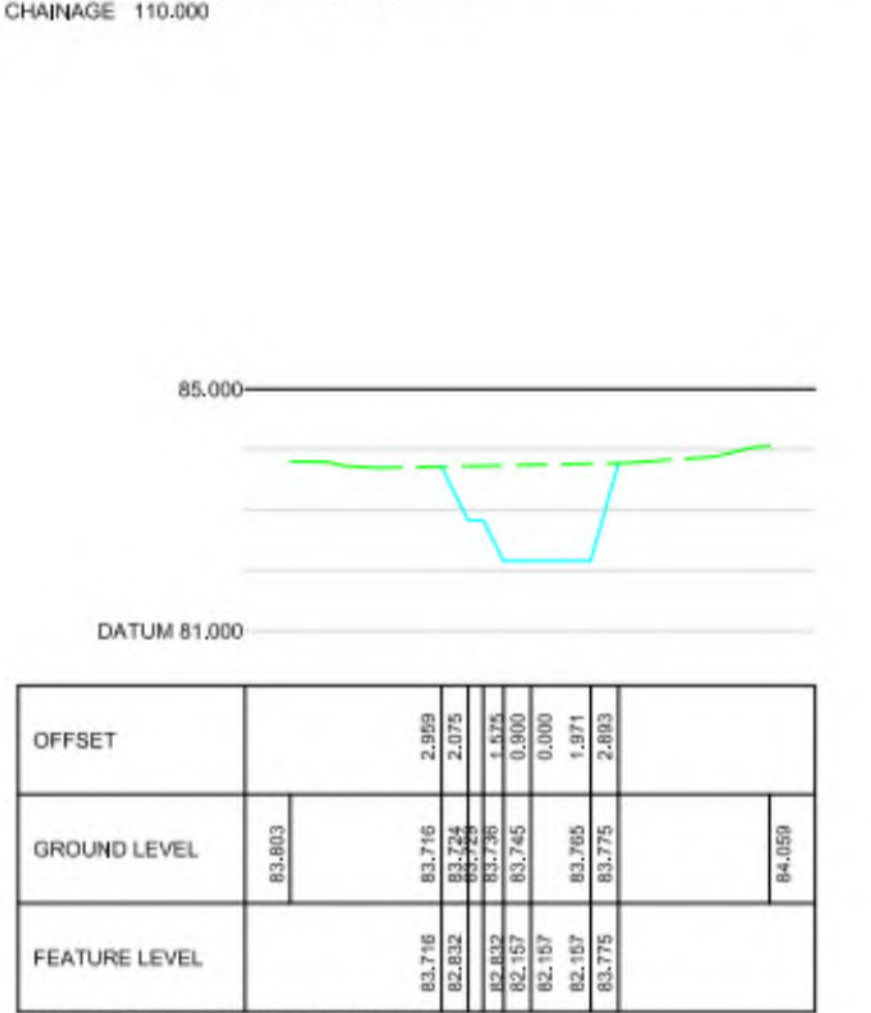 CHAINAGE 110.000
85.000
DATUM 81.000
OFFSET 2.959 2.075 1.575 0.900 0.000 1.971 2.893
GROUND LEVEL 83.803 83.716 83.724 83.729 83.736 83.745 83.765 83.775 84.059
FEATURE LEVEL 83.716 82.832 82.832 82.157 82.157 82.157 83.775